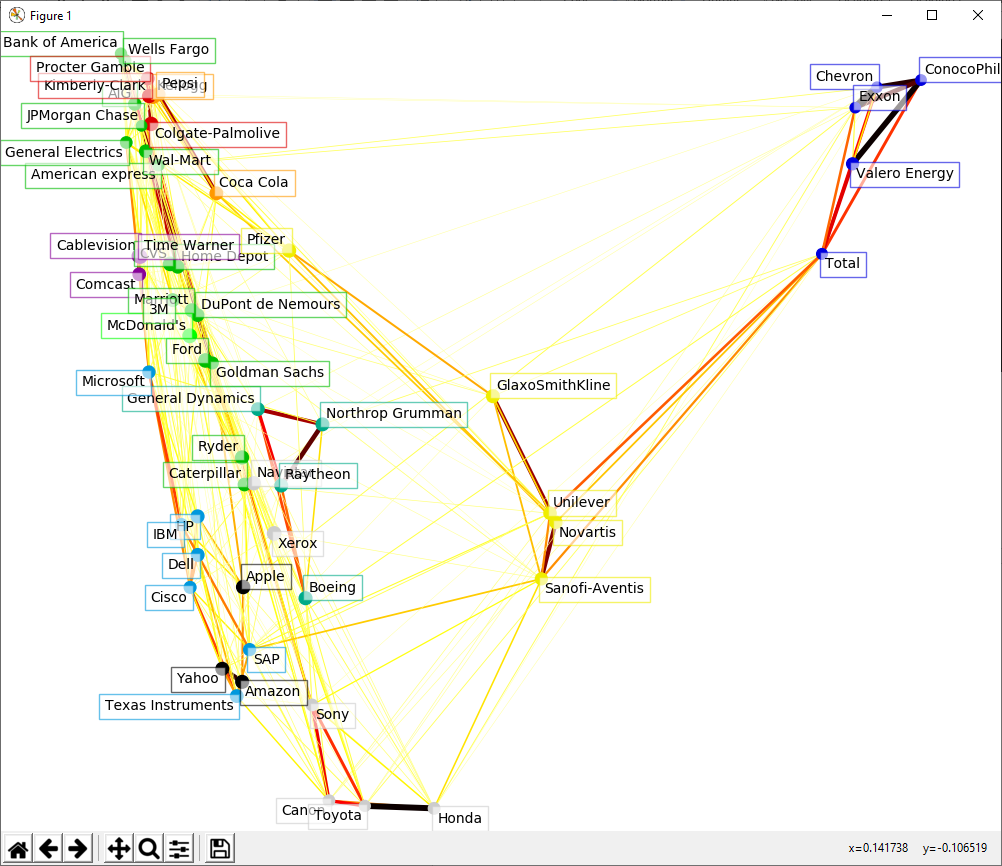 Figure 1
Bank of America
Wells Fargo
Procter Gamble
Kimberly-Clark
Pepsi
Kellogg
AIG
Chevron
ConocoPhil
Exxon
JPMorgan Chase
Colgate-Palmolive
General Electrics
Wal-Mart
American express
Coca Cola
Valero Energy
Pfizer
Cablevision
Time Warner
CVS
Home Depot
Total
Comcast
Marriott
DuPont de Nemours
3M
McDonald's
Ford
Goldman Sachs
Microsoft
GlaxoSmithKline
General Dynamics
Northrop Grumman
Ryder
Caterpillar
Raytheon
Unilever
HP
IBM
Novartis
Xerox
Dell
Apple
Boeing
Sanofi-Aventis
Cisco
SAP
Yahoo
Amazon
Texas Instruments
Sony
Canon
Toyota
Honda
x=0.141738 y=-0.106519